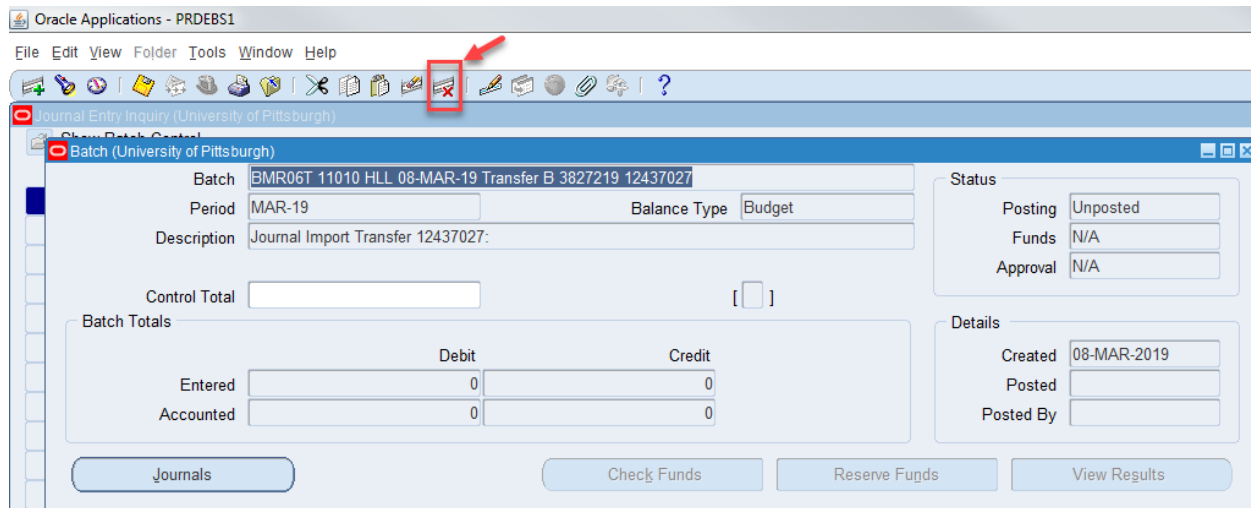 Oracle Applications - PRDEBS1
File Edit View Folder Tools Window Help
Journal Entry Inquiry (University of Pittsburgh)
Show Batch Control
Batch (University of Pittsburgh)
Batch BMR06T 11010 HLL 08-MAR-19 Transfer B 3827219 12437027
Status
Period MAR-19 Balance Type Budget Posting Unposted
Description Journal Import Transfer 12437027: Funds N/A
Approval N/A
Control Total [ ]
Batch Totals Details
Debit Credit Created 08-MAR-2019
Entered 0 0 Posted
Accounted 0 0 Posted By
Journals Check Funds Reserve Funds View Results